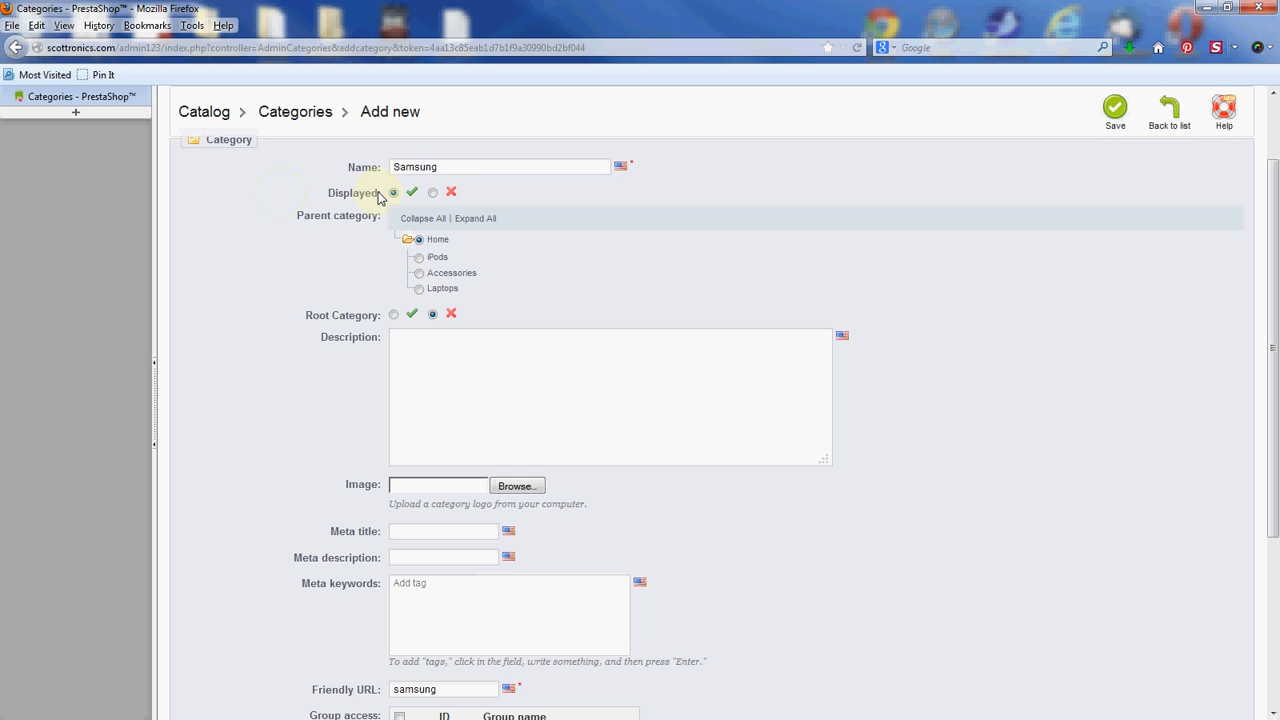 Categories - PrestaShop™ - Mozilla Firefox
File Edit View History Bookmarks Tools Help
scottronics.com/admin123/index.php?controller=AdminCategories&addcategory&token=4aa13c85eab1d7b1f9a30990bd2bf044
Google
Most Visited Pin It
Categories - PrestaShop™
+
Catalog > Categories > Add new
Save Back to list Help
Category
Name: Samsung *
Displayed:
Parent category: Collapse All | Expand All
Home
iPods
Accessories
Laptops
Root Category:
Description:
Image: Browse...
Upload a category logo from your computer.
Meta title:
Meta description:
Meta keywords: Add tag
To add "tags," click in the field, write something, and then press "Enter."
Friendly URL: samsung *
Group access: ID Group name